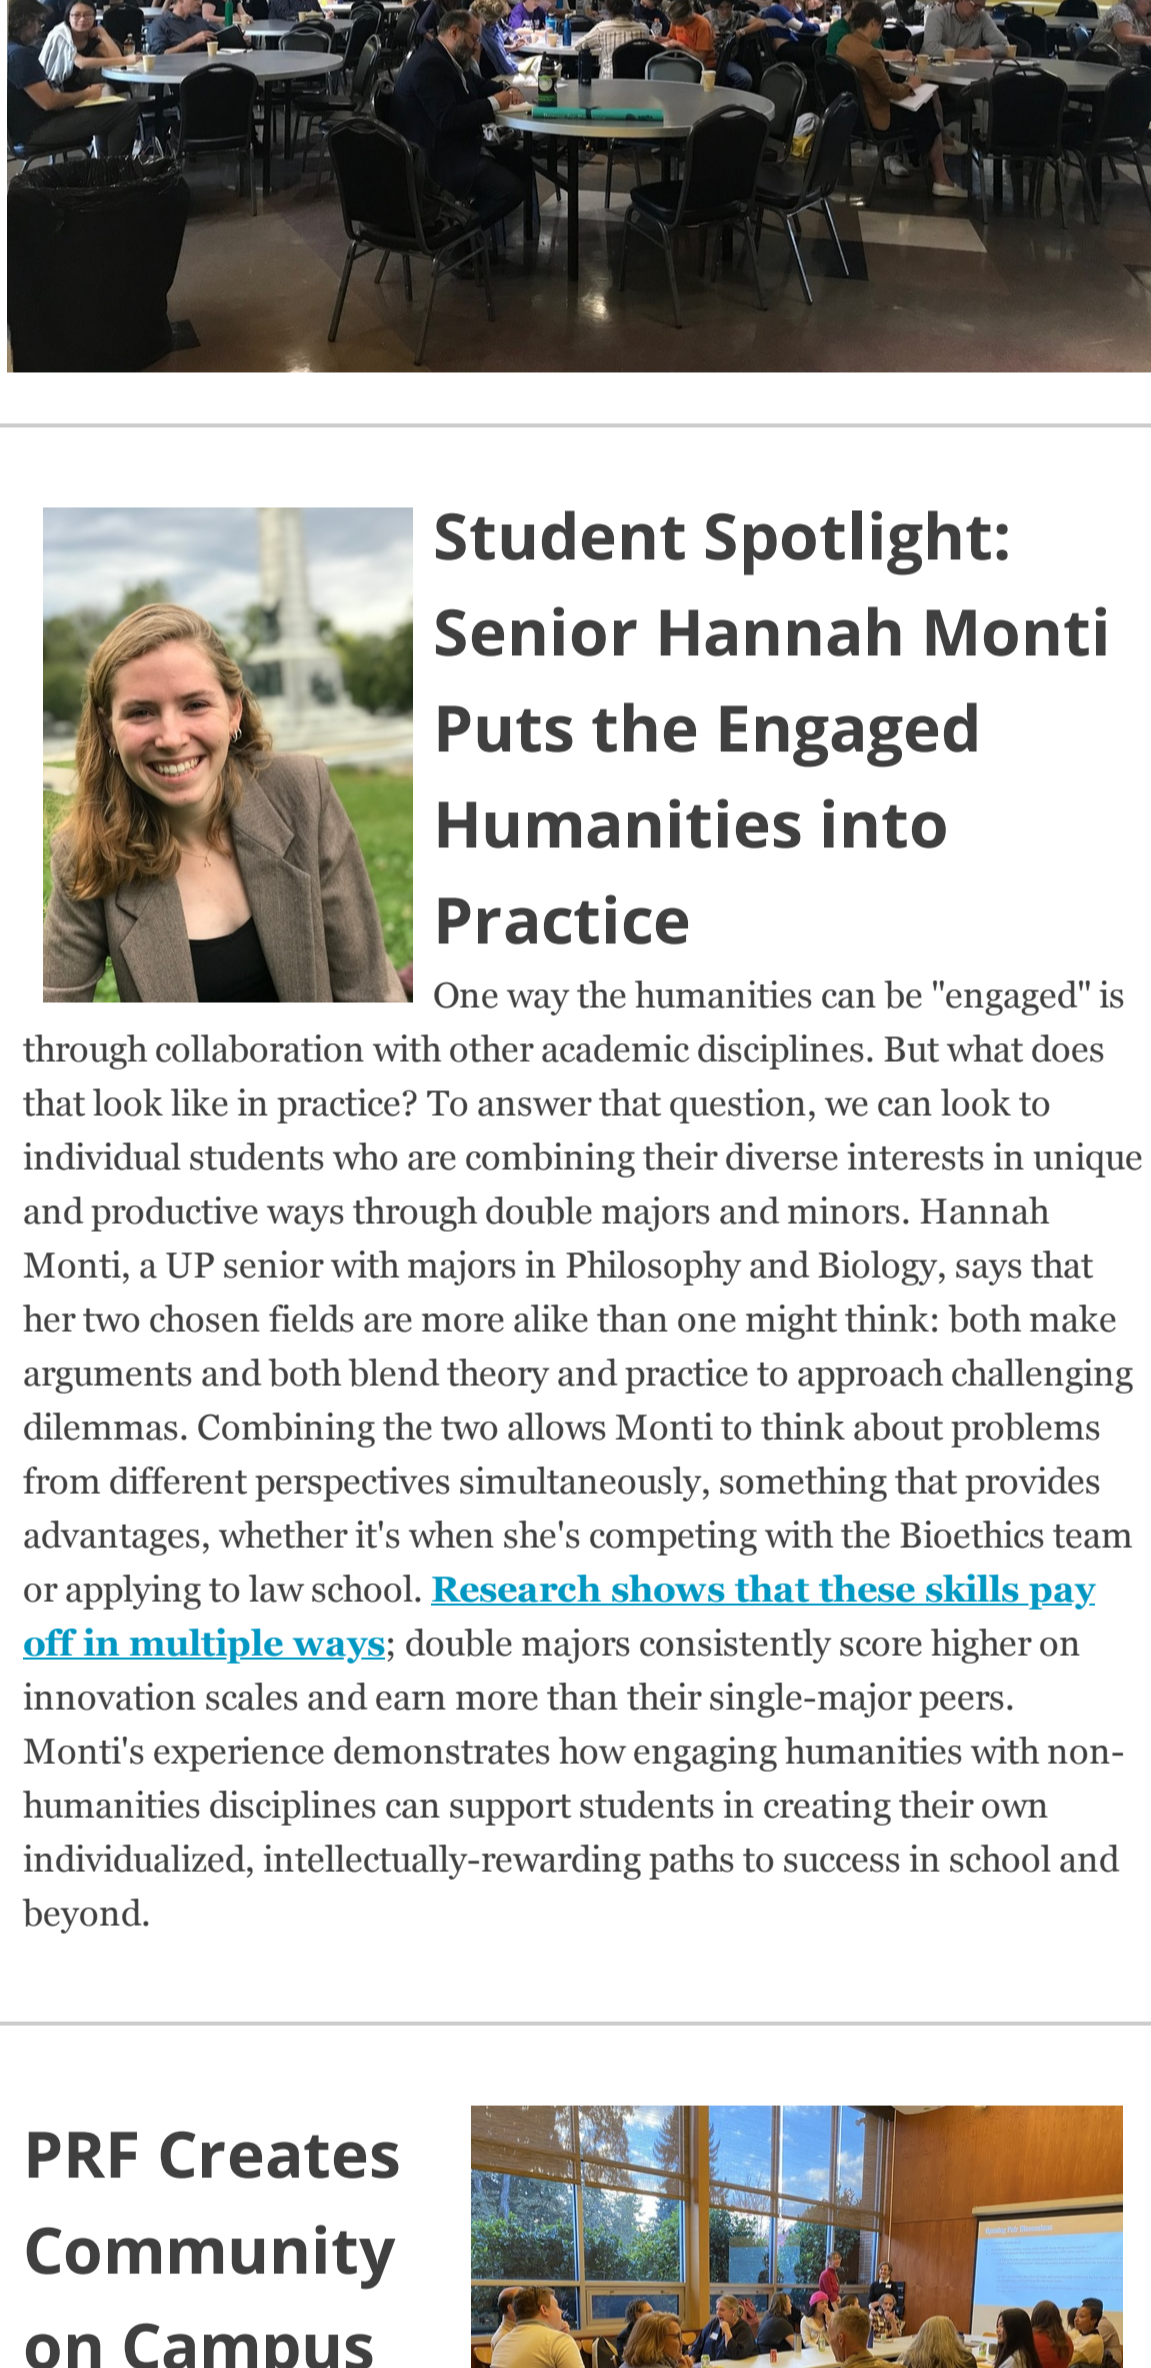 Student Spotlight:
Senior Hannah Monti
Puts the Engaged
Humanities into
Practice
One way the humanities can be "engaged" is
through collaboration with other academic disciplines. But what does
that look like in practice? To answer that question, we can look to
individual students who are combining their diverse interests in unique
and productive ways through double majors and minors. Hannah
Monti, a UP senior with majors in Philosophy and Biology, says that
her two chosen fields are more alike than one might think: both make
arguments and both blend theory and practice to approach challenging
dilemmas. Combining the two allows Monti to think about problems
from different perspectives simultaneously, something that provides
advantages, whether it's when she's competing with the Bioethics team
or applying to law school. Research shows that these skills pay
off in multiple ways; double majors consistently score higher on
innovation scales and earn more than their single-major peers.
Monti's experience demonstrates how engaging humanities with non-
humanities disciplines can support students in creating their own
individualized, intellectually-rewarding paths to success in school and
beyond.
PRF Creates
Community
on Campus